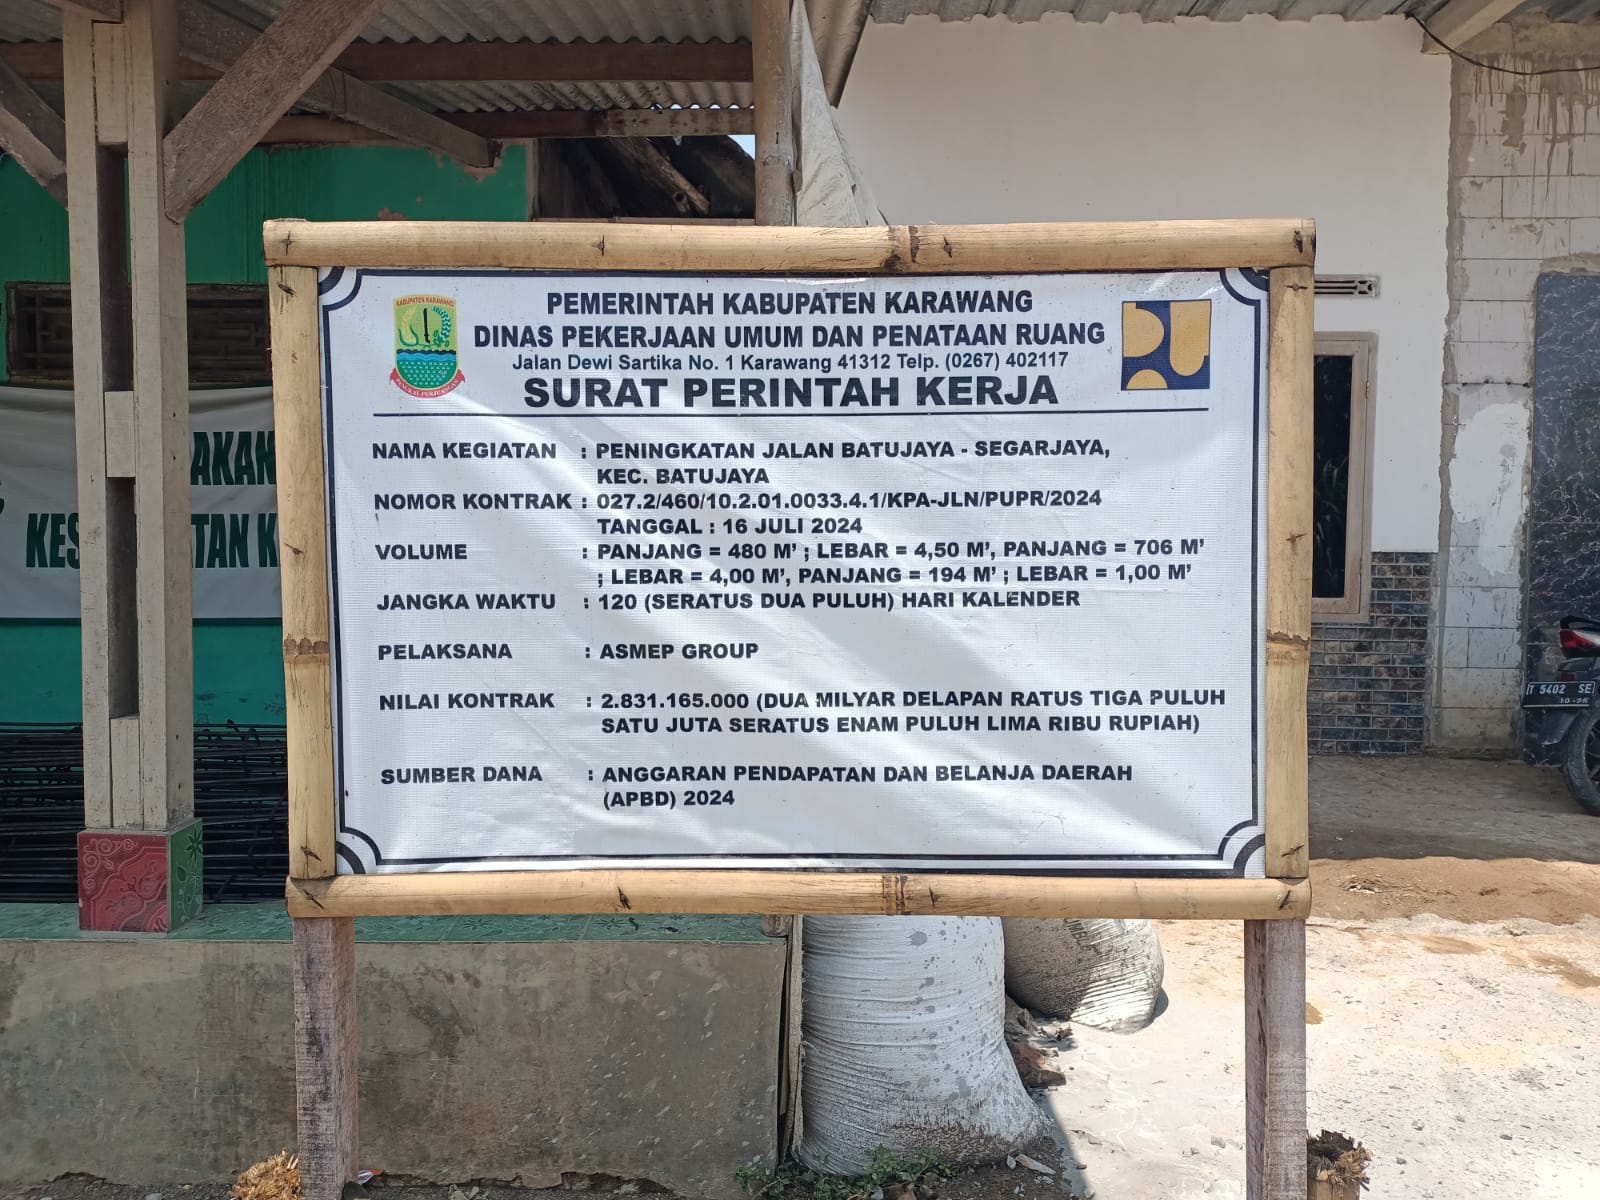 KABUPATEN KARAWANG
PANGKAL PERJUANGAN
PEMERINTAH KABUPATEN KARAWANG
DINAS PEKERJAAN UMUM DAN PENATAAN RUANG
Jalan Dewi Sartika No. 1 Karawang 41312 Telp. (0267) 402117
SURAT PERINTAH KERJA
NAMA KEGIATAN : PENINGKATAN JALAN BATUJAYA - SEGARJAYA,
KEC. BATUJAYA
NOMOR KONTRAK : 027.2/460/10.2.01.0033.4.1/KPA-JLN/PUPR/2024
TANGGAL : 16 JULI 2024
VOLUME : PANJANG = 480 M' ; LEBAR = 4,50 M', PANJANG = 706 M'
; LEBAR = 4,00 M', PANJANG = 194 M' ; LEBAR = 1,00 M'
JANGKA WAKTU : 120 (SERATUS DUA PULUH) HARI KALENDER
PELAKSANA : ASMEP GROUP
NILAI KONTRAK : 2.831.165.000 (DUA MILYAR DELAPAN RATUS TIGA PULUH
SATU JUTA SERATUS ENAM PULUH LIMA RIBU RUPIAH)
SUMBER DANA : ANGGARAN PENDAPATAN DAN BELANJA DAERAH
(APBD) 2024
T 5402 SE
10-25